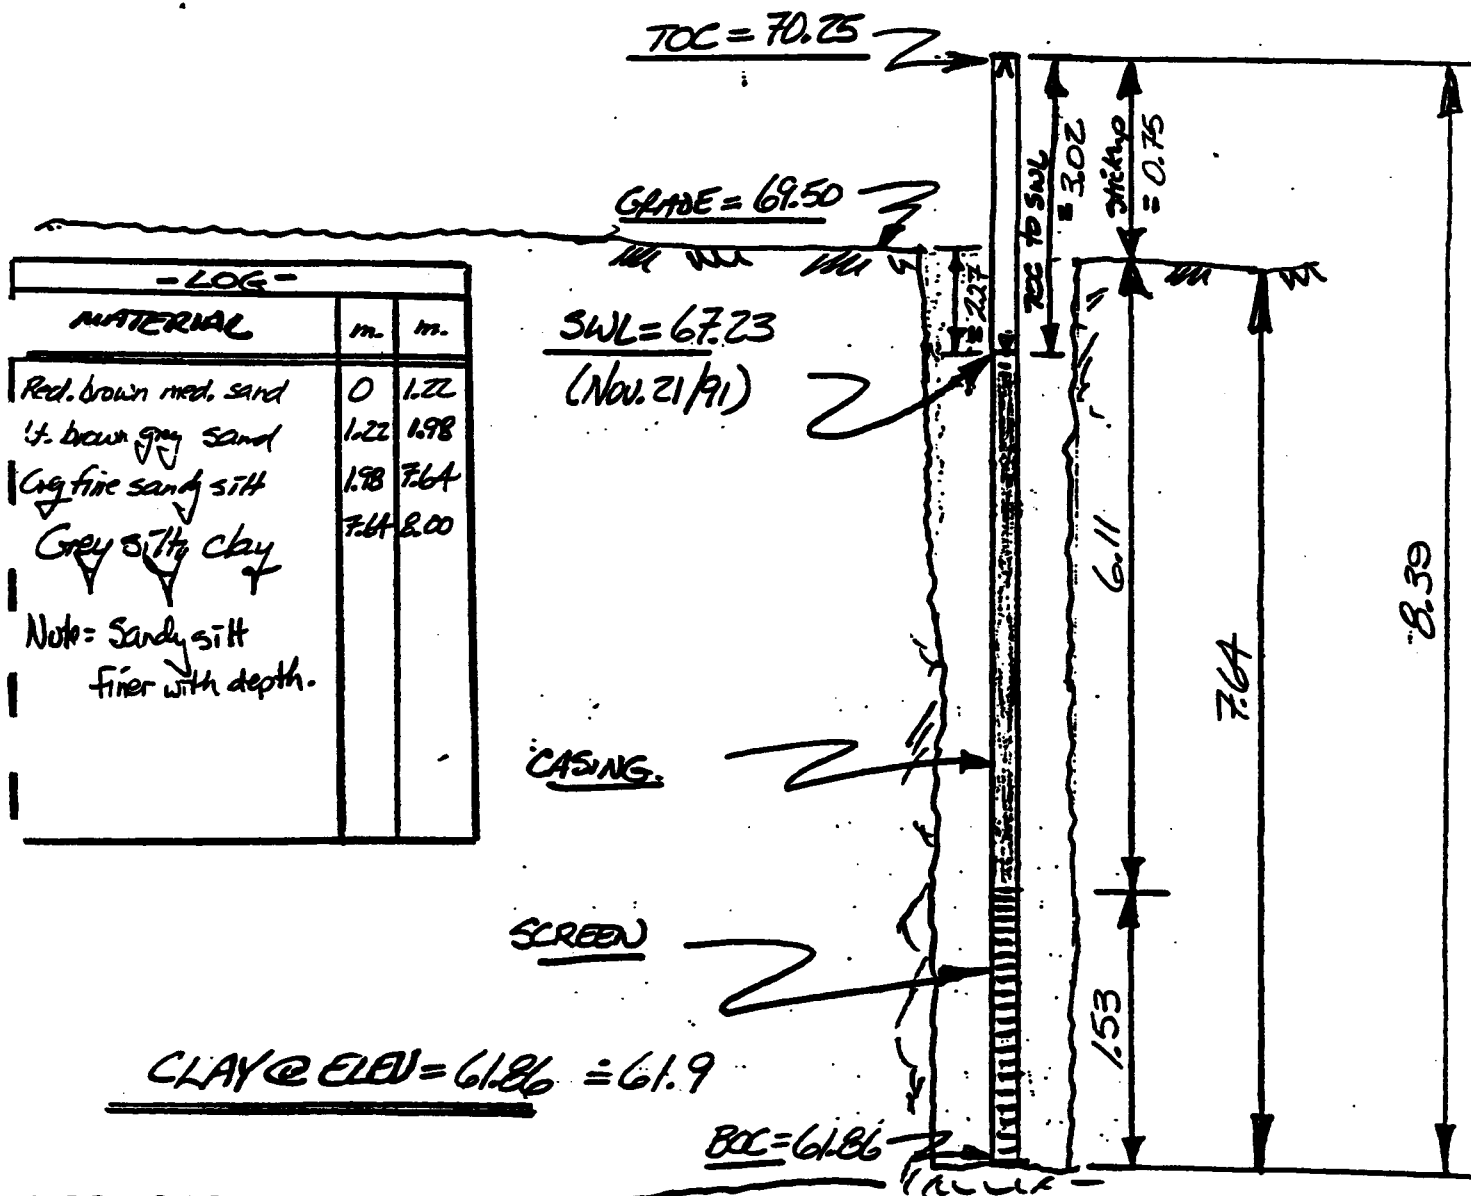 TOC = 70.25
GRADE = 69.50
TOC to SWL = 3.02
Stickup = 0.75
= 2.27
- LOG -
MATERIAL m. m.
Red. brown med. sand 0 1.22
Lt. brown grey sand 1.22 1.98
Grey fine sandy silt 1.98 7.64
Grey silty clay 7.64 8.00
Note = Sandy silt
finer with depth.
SWL = 67.23
(Nov. 21/91)
6.11
7.64
8.39
CASING.
SCREEN
1.53
CLAY @ ELEV = 61.86 ≐ 61.9
BOC = 61.86